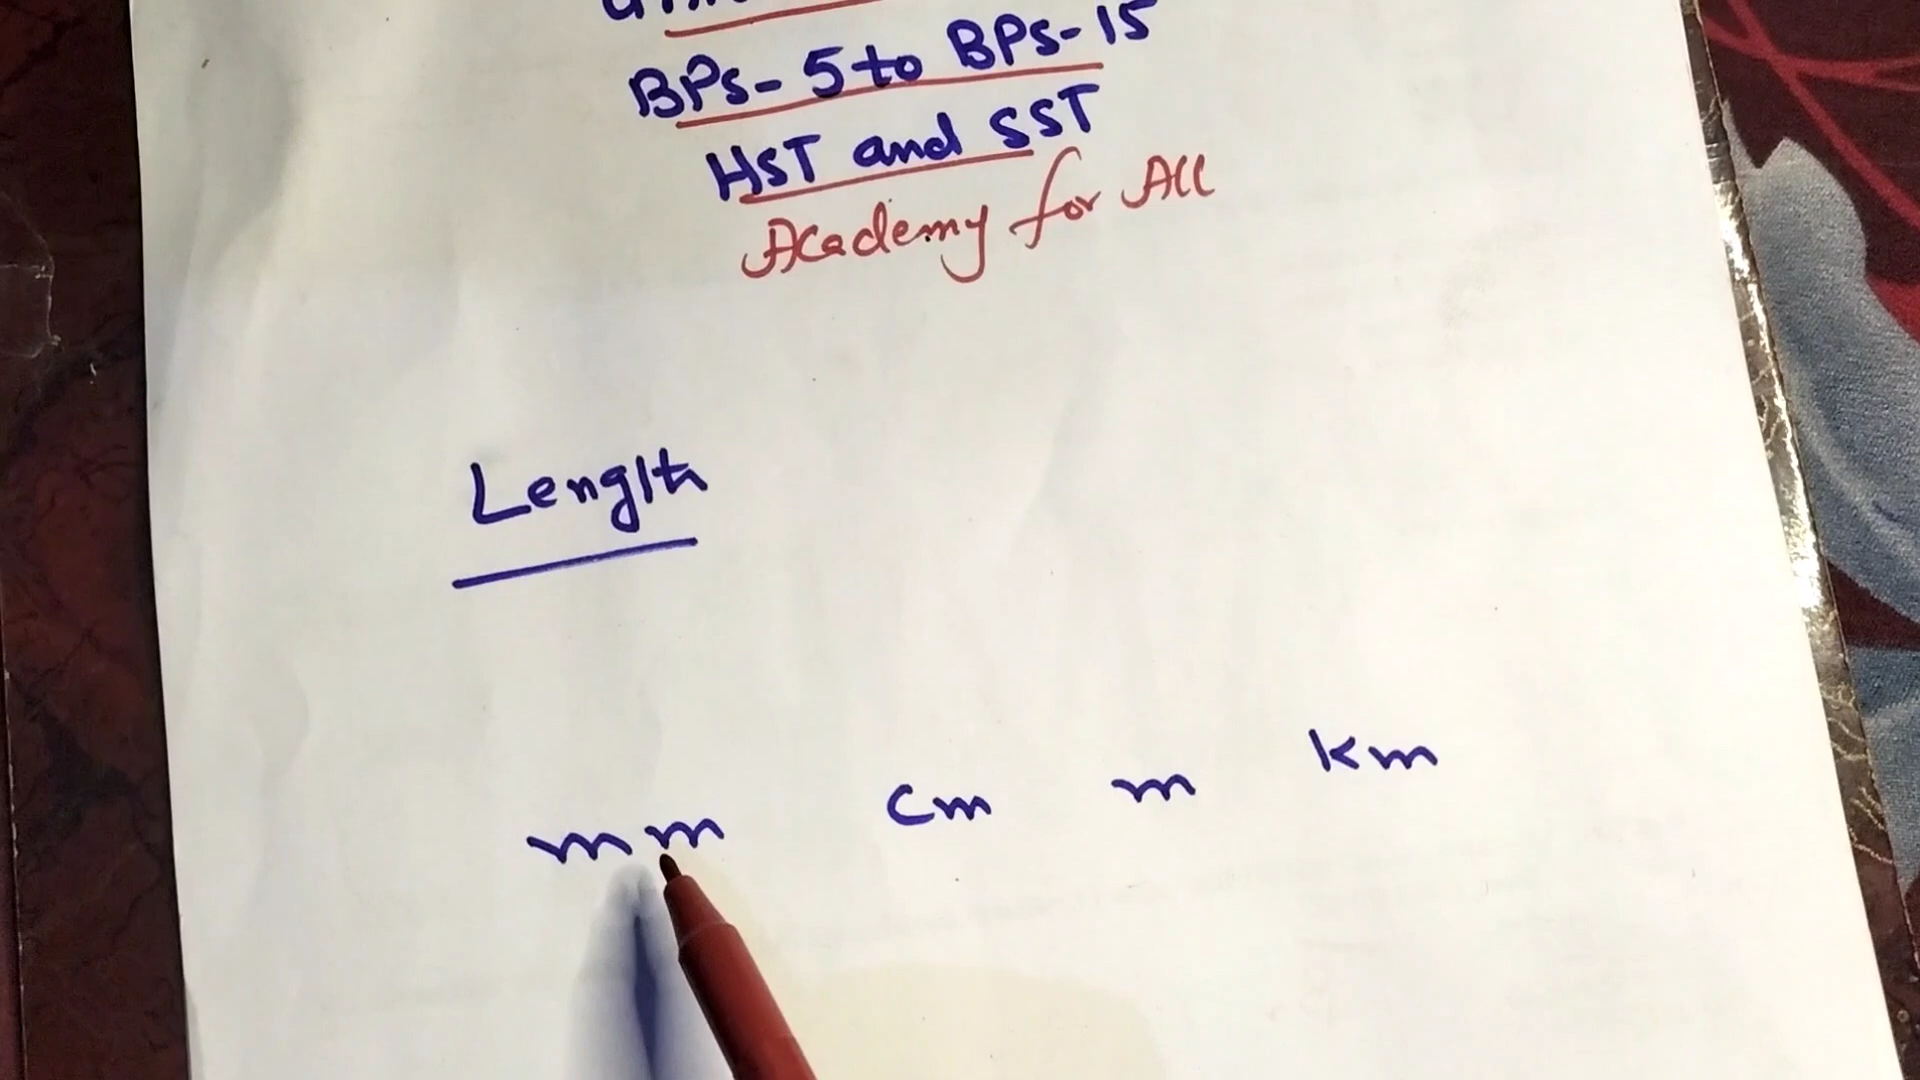 BPS-5 to BPS-15
HST and SST
Academy for All
Length
mm cm m km